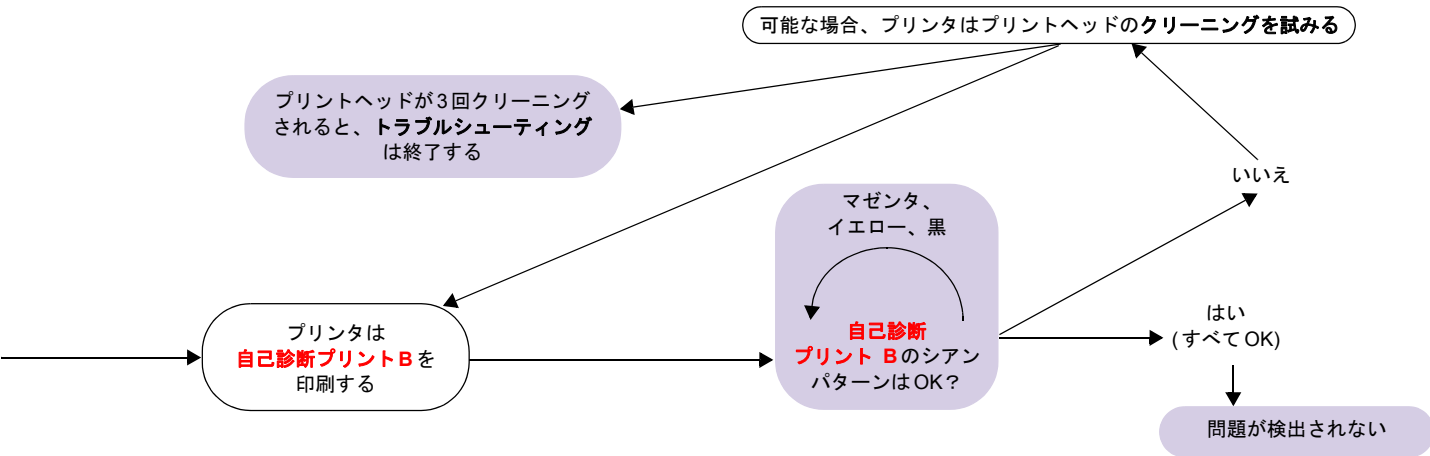 可能な場合、プリンタはプリントヘッドのクリーニングを試みる
プリントヘッドが3回クリーニング
されると、トラブルシューティング
は終了する
いいえ
マゼンタ、
イエロー、黒
自己診断
プリント Bのシアン
パターンはOK?
プリンタは
自己診断プリントBを
印刷する
はい
(すべてOK)
問題が検出されない